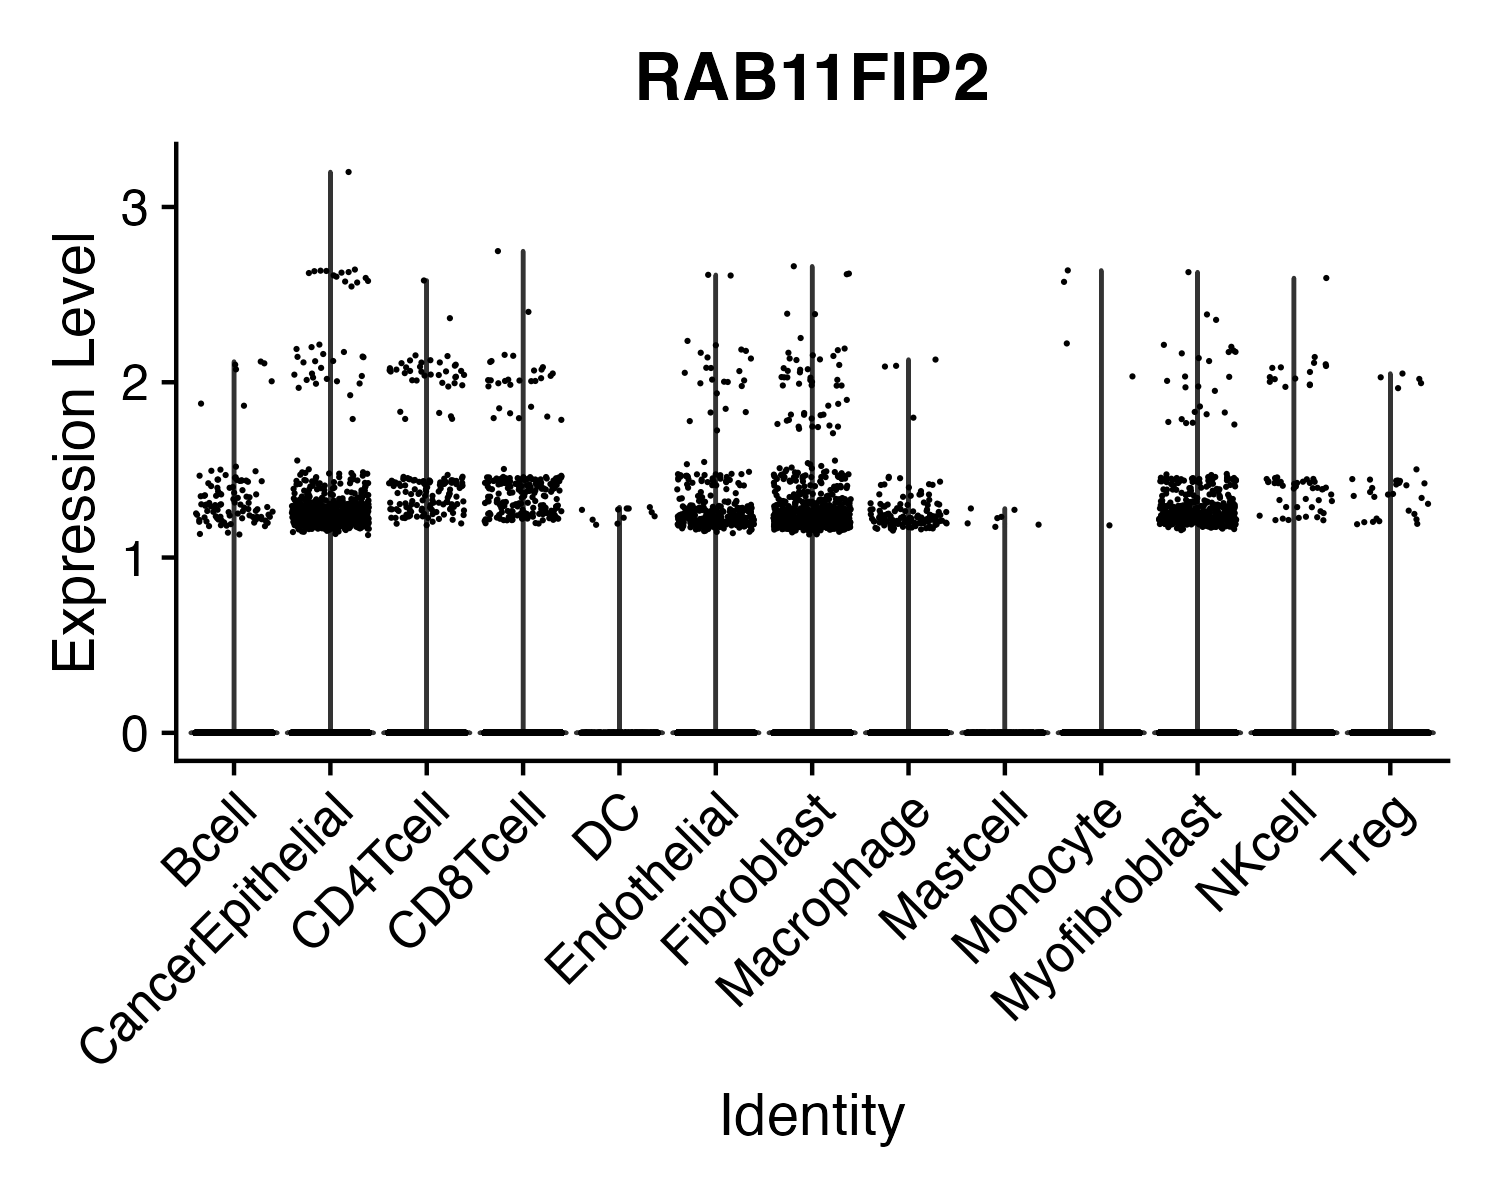 RAB11FIP2
Expression Level
3
2
1
0
Bcell
CancerEpithelial
CD4Tcell
CD8Tcell
DC
Endothelial
Fibroblast
Macrophage
Mastcell
Monocyte
Myofibroblast
NKcell
Treg
Identity